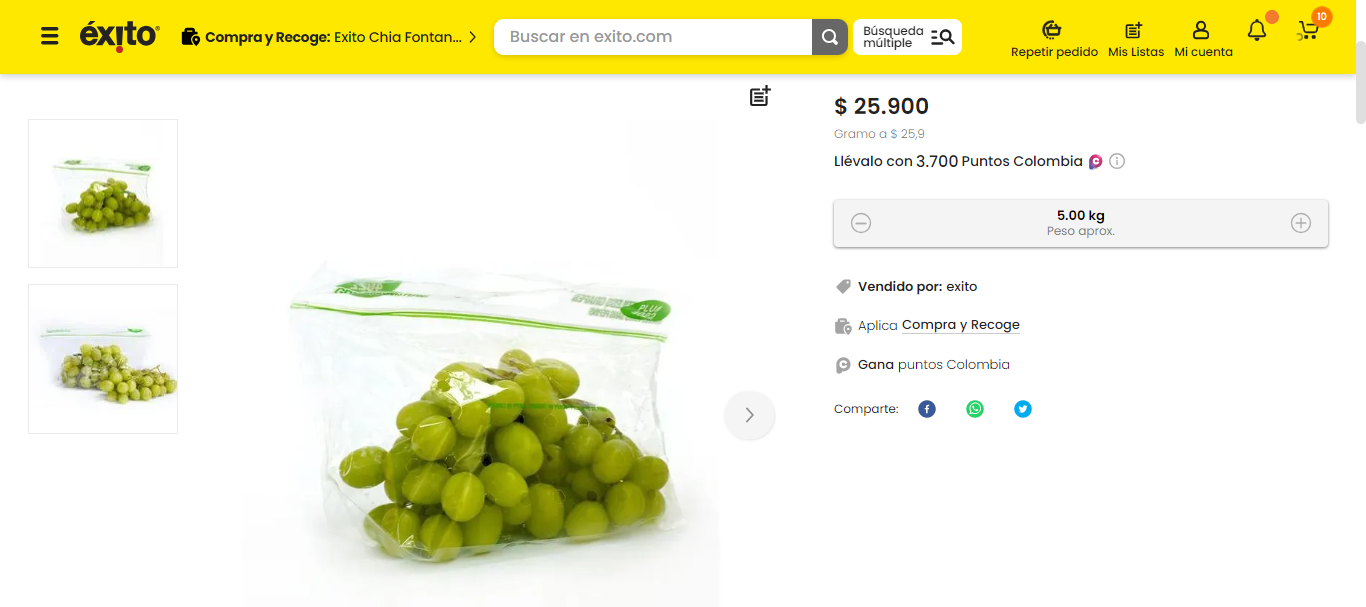 éxito
Compra y Recoge: Exito Chia Fontan...
Buscar en exito.com
Búsqueda
múltiple
Repetir pedido
Mis Listas
Mi cuenta
10
$ 25.900
Gramo a $ 25,9
Llévalo con 3.700 Puntos Colombia
5.00 kg
Peso aprox.
Vendido por: exito
Aplica Compra y Recoge
Gana puntos Colombia
Comparte:
PLU